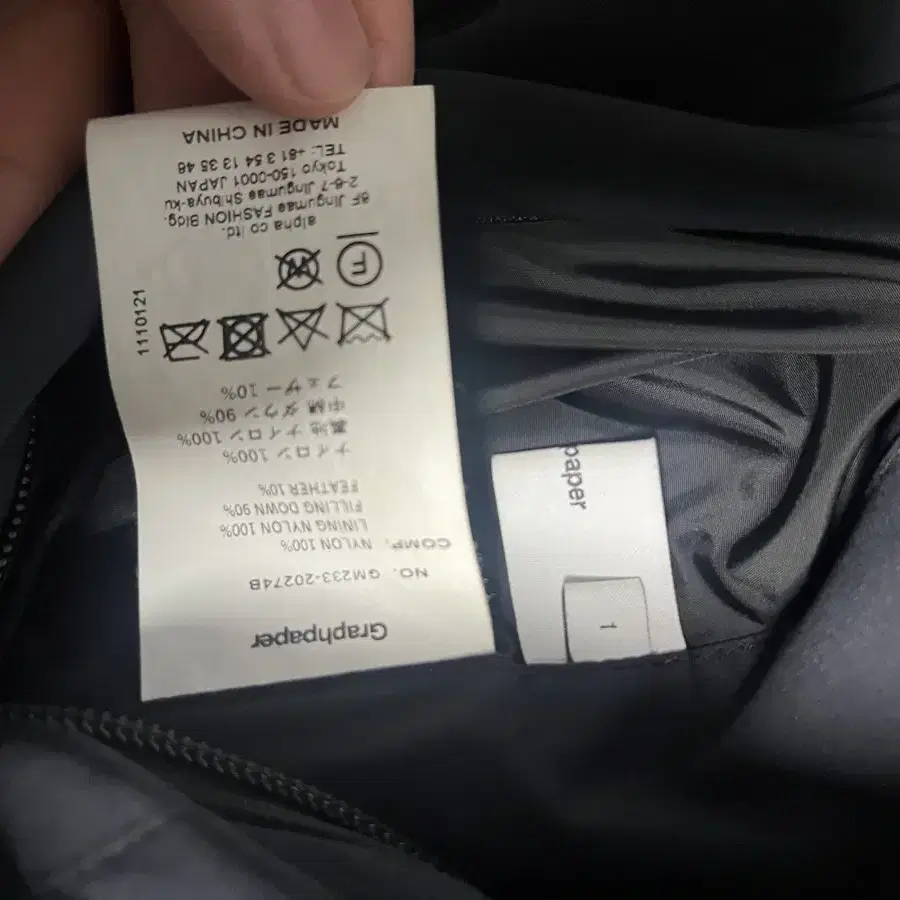 Graphpaper
NO. GM233-20274B
COMP. NYLON 100%
LINING NYLON 100%
FILLING DOWN 90%
FEATHER 10%
ナイロン 100%
裏地 ナイロン 100%
中綿 ダウン 90%
フェザー 10%
1110121
F
W
alpha co ltd.
6F Jingumae FASHION Bldg.
2-6-7 Jingumae Shibuya-ku
Tokyo 150-0001 JAPAN
TEL: +81 3 54 13 35 46
MADE IN CHINA
paper
1